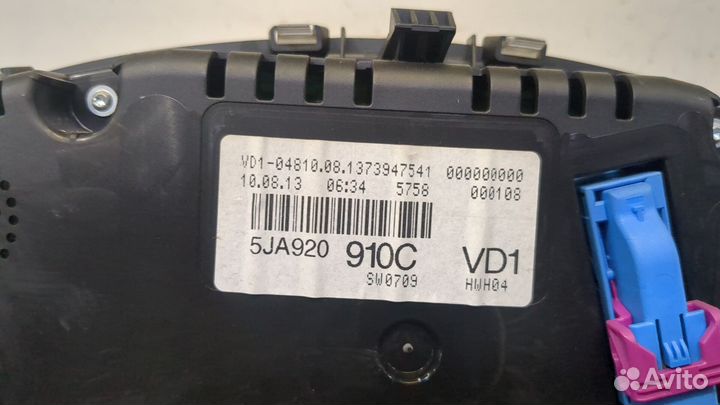 VD1-04810.08.1373947541 000000000
10.08.13 06:34 5758 000108
5JA920 910C VD1
SW0709 HWH04
Avito